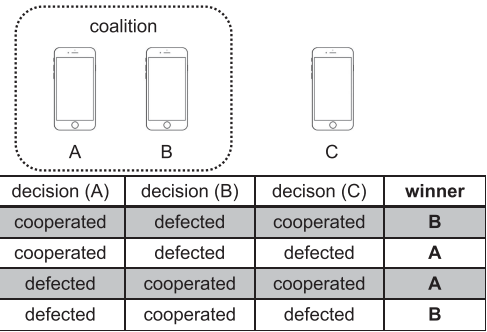 coalition
A B C
decision (A) decision (B) decison (C) winner
cooperated defected cooperated B
cooperated defected defected A
defected cooperated cooperated A
defected cooperated defected B